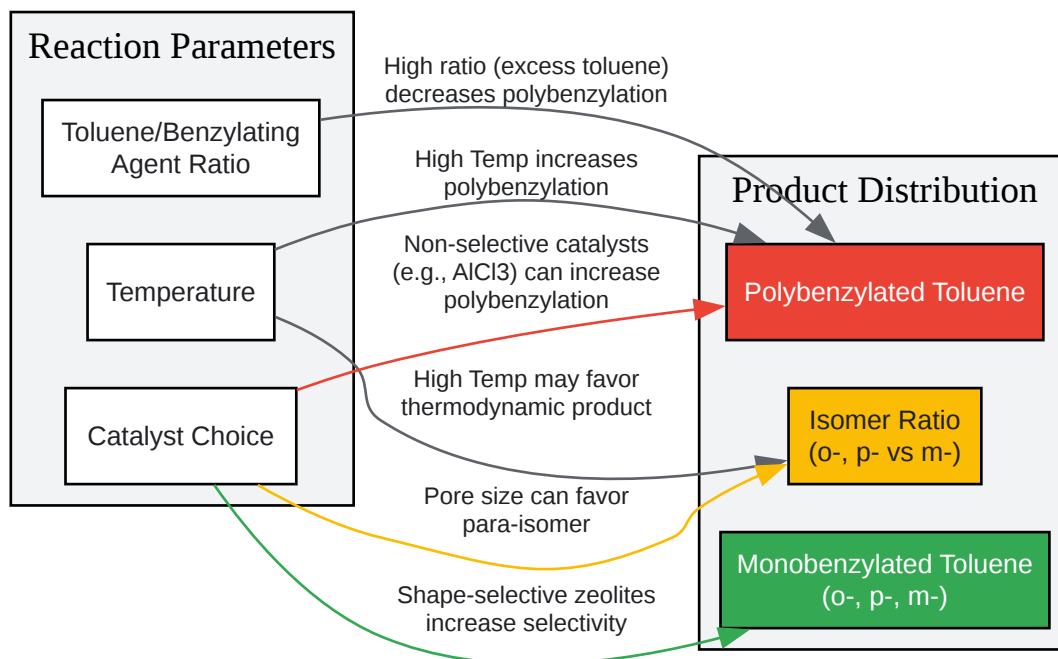 Reaction Parameters
Toluene/Benzylating
Agent Ratio
Temperature
Catalyst Choice
High ratio (excess toluene)
decreases polybenzylation
High Temp increases
polybenzylation
Non-selective catalysts
(e.g., AlCl3) can increase
polybenzylation
High Temp may favor
thermodynamic product
Pore size can favor
para-isomer
Shape-selective zeolites
increase selectivity
Product Distribution
Polybenzylated Toluene
Isomer Ratio
(o-, p- vs m-)
Monobenzylated Toluene
(o-, p-, m-)